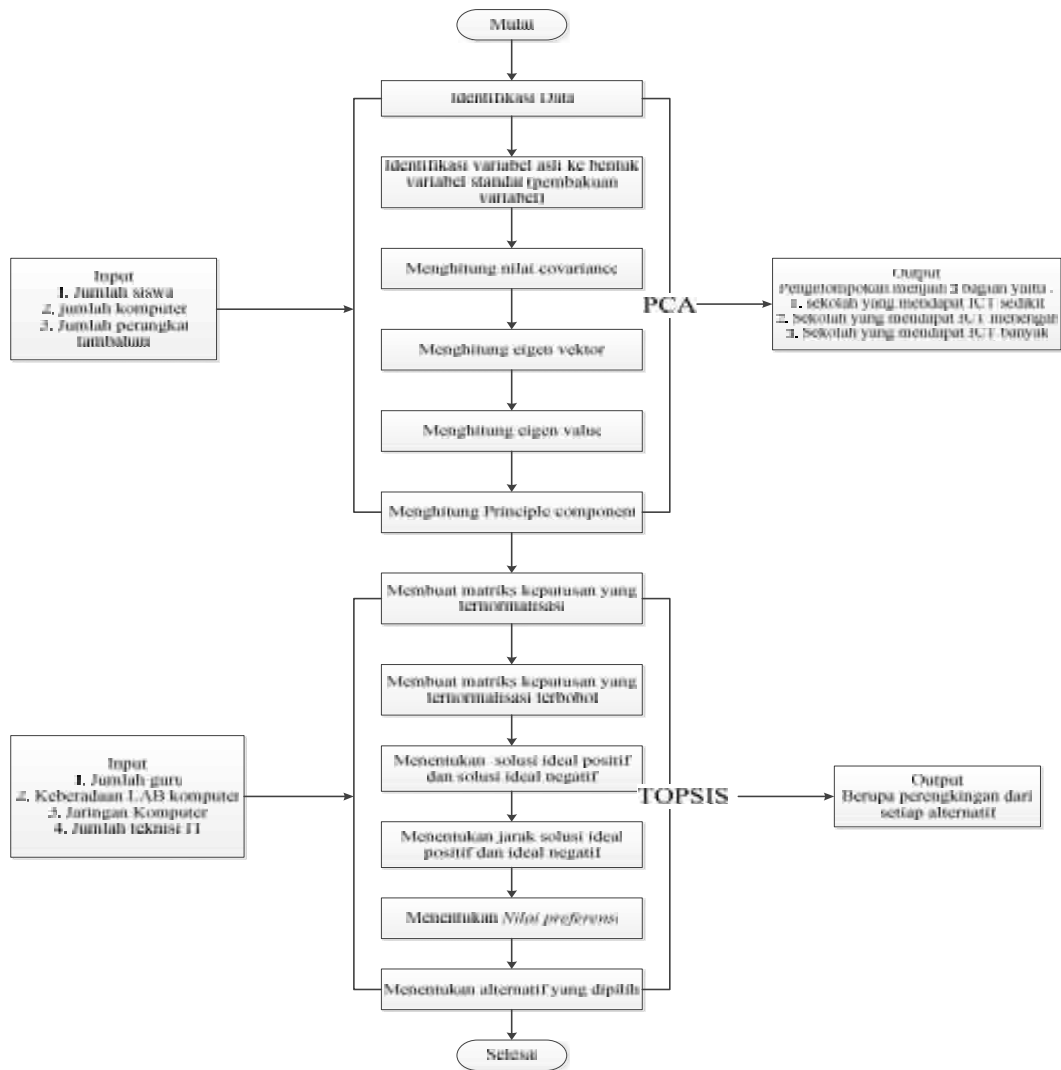 Mulai
Identifikasi Data
Identifikasi variabel asli ke bentuk
variabel standar(pembakuan
variabel)
Menghitung nilai covariance
Menghitung eigen vektor
Menghitung eigen value
Menghitung Principle component
Input
1. Jumlah siswa
2. jumlah komputer
3. Jumlah perangkat
tambahan
PCA
Output
Pengelompokan menjadi 3 bagian yaitu :
1. sekolah yang mendapat ICT sedikit
2. Sekolah yang mendapat ICT menengah
3. Sekolah yang mendapat ICT banyak
Membuat matriks keputusan yang
ternormalisasi
Membuat matriks keputusan yang
ternormalisasi terbobot
Menentukan solusi ideal positif
dan solusi ideal negatif
Menentukan jarak solusi ideal
positif dan ideal negatif
Menentukan Nilai preferensi
Menentukan alternatif yang dipilih
Input
1. Jumlah guru
2. Keberadaan LAB komputer
3. Jaringan Komputer
4. Jumlah teknisi IT
TOPSIS
Output
Berupa perengkingan dari
setiap alternatif
Selesai